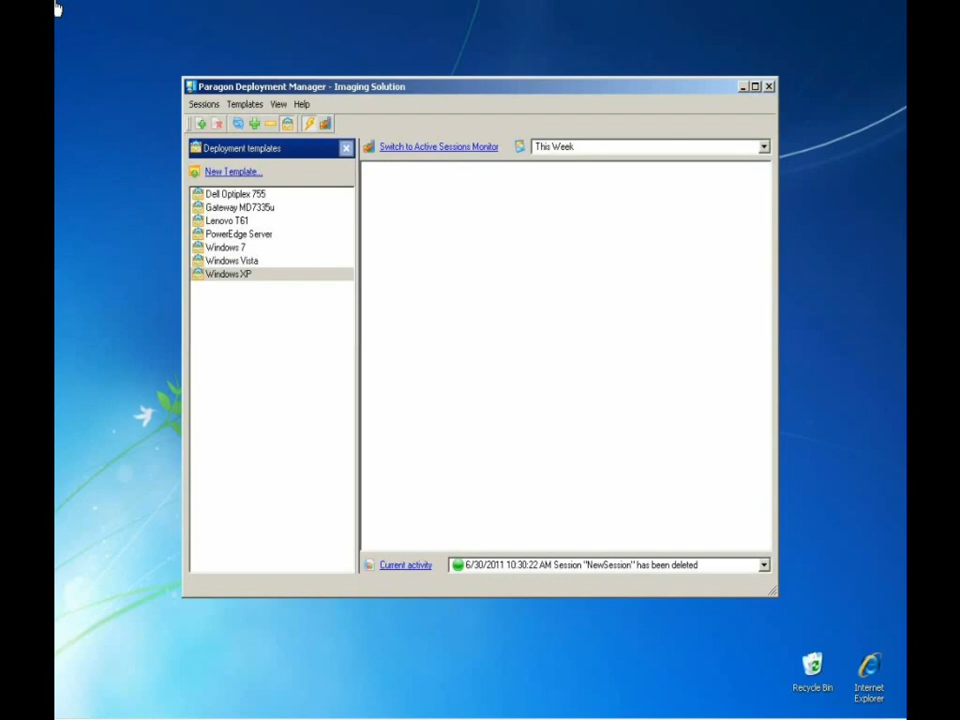 Paragon Deployment Manager - Imaging Solution
Sessions Templates View Help
Deployment templates
Switch to Active Sessions Monitor
This Week
New Template...
Dell Optiplex 755
Gateway MD7335u
Lenovo T61
PowerEdge Server
Windows 7
Windows Vista
Windows XP
Current activity
6/30/2011 10:30:22 AM Session "NewSession" has been deleted
Recycle Bin
Internet
Explorer